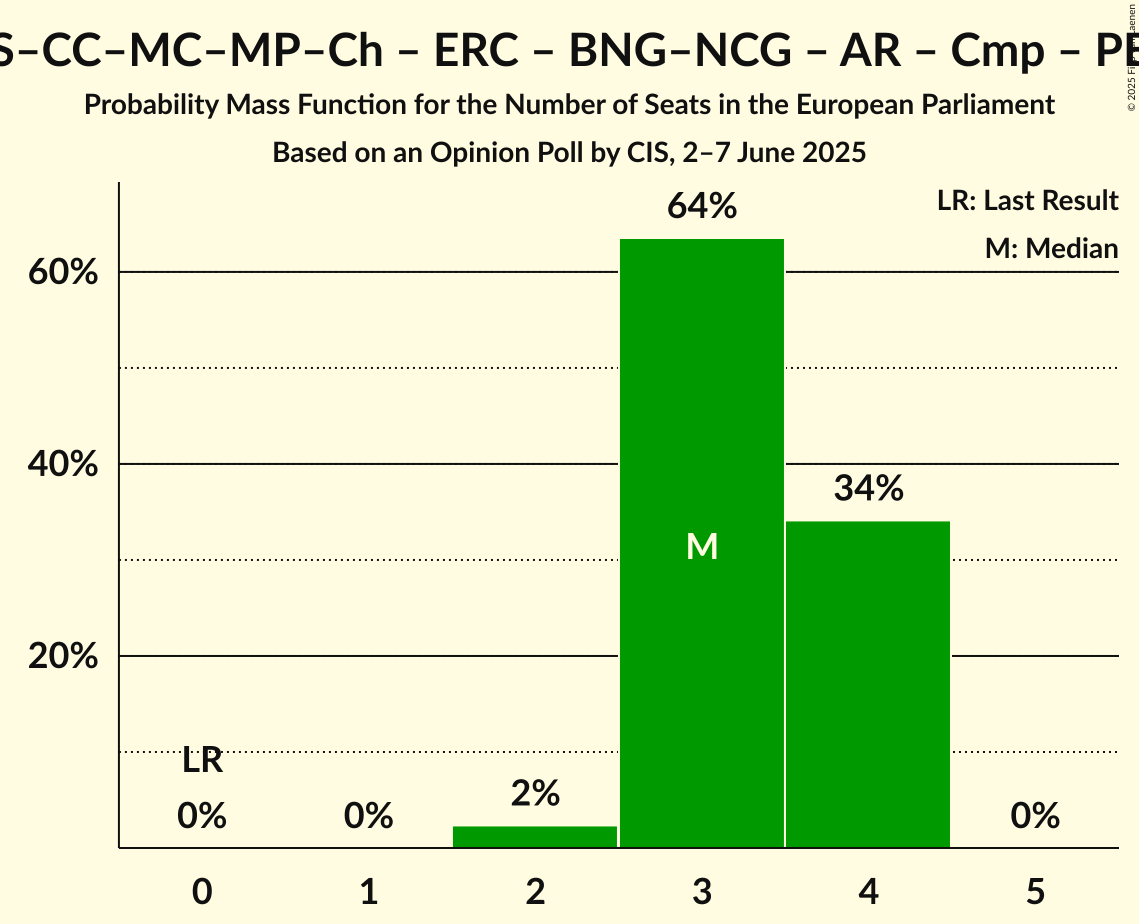 S–CC–MC–MP–Ch – ERC – BNG–NCG – AR – Cmp –
© 2025
Probability Mass Function for the Number of Seats in the European Parliament
Based on an Opinion Poll by CIS, 2–7 June 2025
LR: Last Result
M: Median
64%
60%
40%
34%
M
20%
LR
2%
0%
0%
0%
0 1 2 3 4 5